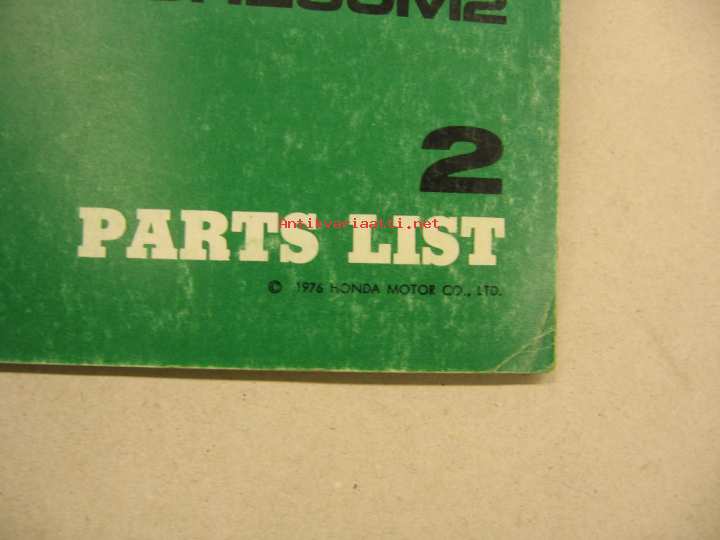 2
Antikvariaatti.net
PARTS LIST
© 1976 HONDA MOTOR CO., LTD.